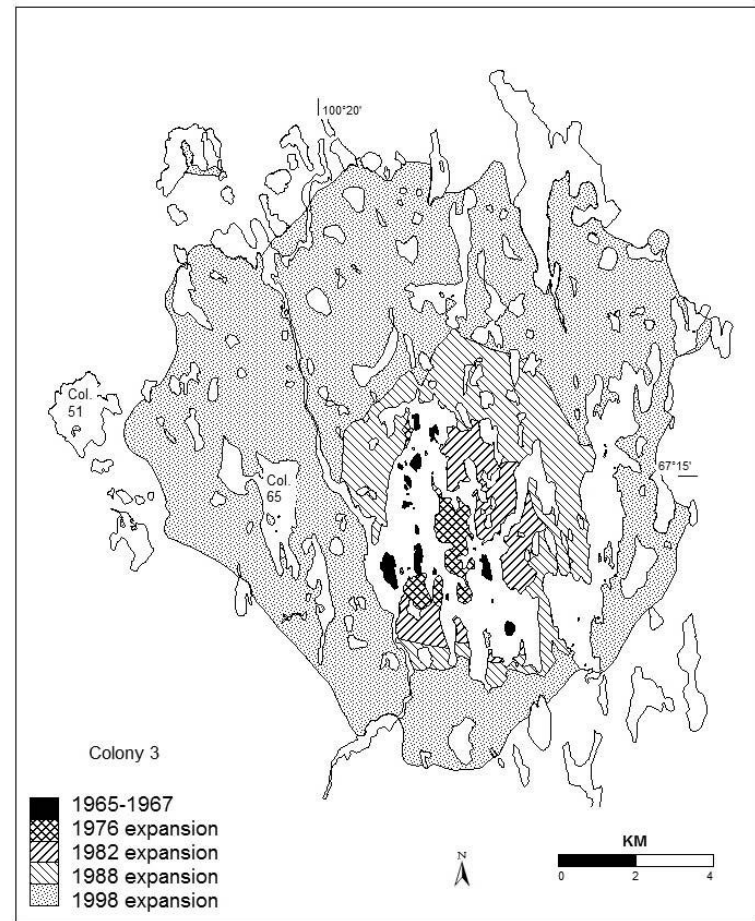 100°20'
Col.
51
67°15'
Col.
65
Colony 3
1965-1967
1976 expansion
1982 expansion
1988 expansion
1998 expansion
N
KM
0 2 4